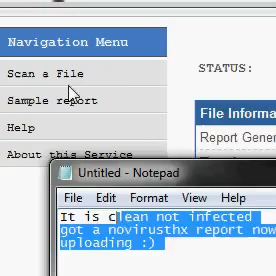 Navigation Menu
Scan a File
Sample report
Help
About this Service
STATUS:
File Informa
Report Gener
Untitled - Notepad
File Edit Format View Help
It is clean not infected
got a novirusthx report now
uploading :)